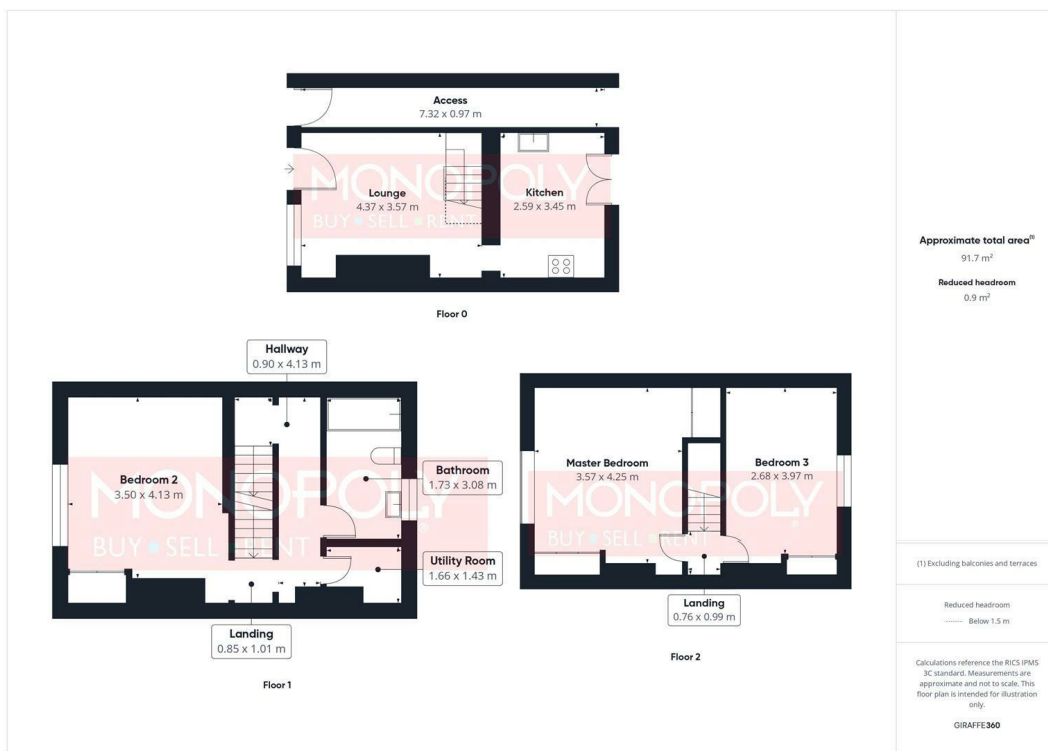 Access
7.32 x 0.97 m
MONOPOLY
BUY SELL RENT
Lounge
4.37 x 3.57 m
Kitchen
2.59 x 3.45 m
Floor 0
Hallway
0.90 x 4.13 m
MONOPOLY
BUY SELL RENT
Bedroom 2
3.50 x 4.13 m
Bathroom
1.73 x 3.08 m
Utility Room
1.66 x 1.43 m
Landing
0.85 x 1.01 m
Floor 1
MONOPOLY
BUY SELL RENT
Master Bedroom
3.57 x 4.25 m
Bedroom 3
2.68 x 3.97 m
Landing
0.76 x 0.99 m
Floor 2
Approximate total area(1)
91.7 m²
Reduced headroom
0.9 m²
(1) Excluding balconies and terraces
Reduced headroom
Below 1.5 m
Calculations reference the RICS IPMS
3C standard. Measurements are
approximate and not to scale. This
floor plan is intended for illustration
only.
GIRAFFE360